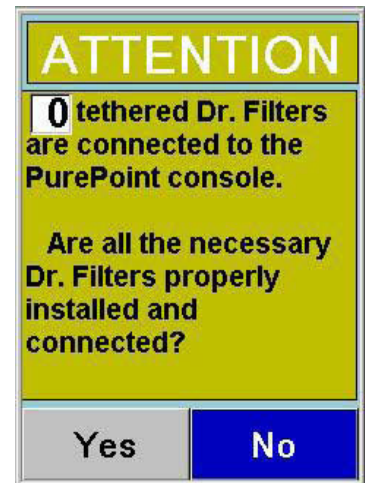 ATTENTION
0 tethered Dr. Filters
are connected to the
PurePoint console.
Are all the necessary
Dr. Filters properly
installed and
connected?
Yes No